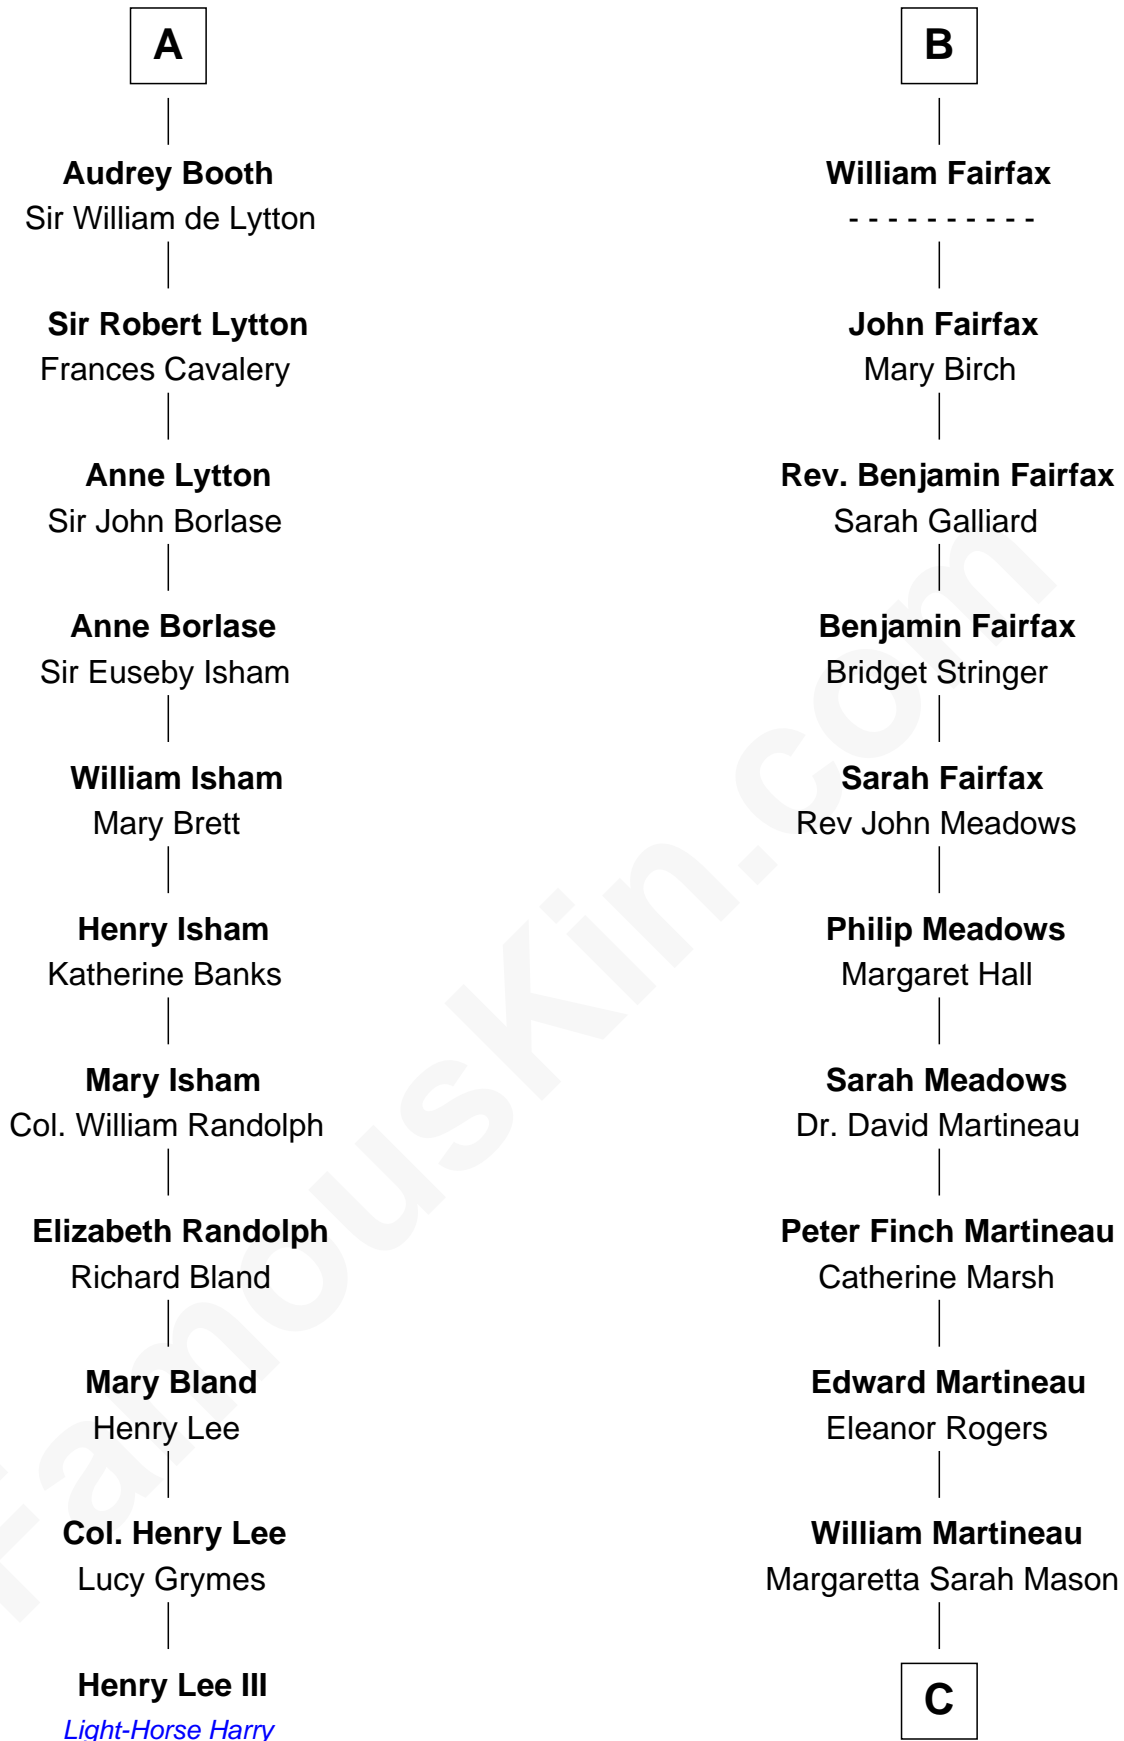 A
Audrey Booth
Sir William de Lytton
Sir Robert Lytton
Frances Cavalery
Anne Lytton
Sir John Borlase
Anne Borlase
Sir Euseby Isham
William Isham
Mary Brett
Henry Isham
Katherine Banks
Mary Isham
Col. William Randolph
Elizabeth Randolph
Richard Bland
Mary Bland
Henry Lee
Col. Henry Lee
Lucy Grymes
Henry Lee III
Light-Horse Harry
B
William Fairfax
- - - - - - - - - -
John Fairfax
Mary Birch
Rev. Benjamin Fairfax
Sarah Galliard
Benjamin Fairfax
Bridget Stringer
Sarah Fairfax
Rev John Meadows
Philip Meadows
Margaret Hall
Sarah Meadows
Dr. David Martineau
Peter Finch Martineau
Catherine Marsh
Edward Martineau
Eleanor Rogers
William Martineau
Margaretta Sarah Mason
C
FamousKin.com